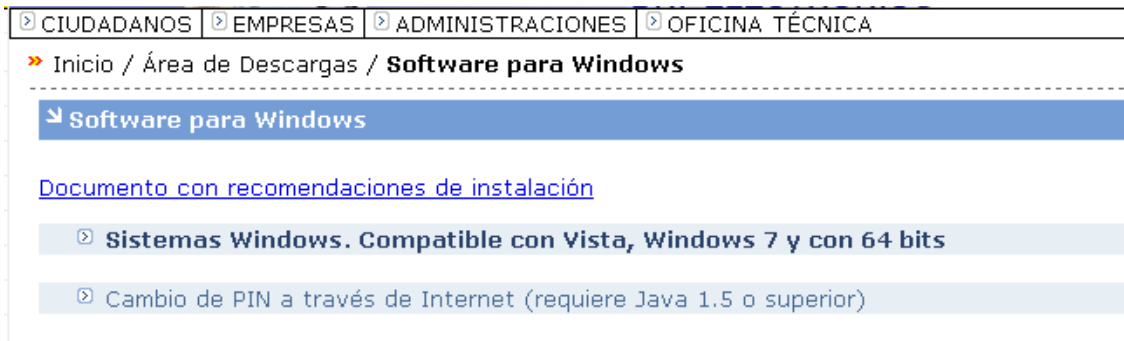 CIUDADANOS EMPRESAS ADMINISTRACIONES OFICINA TÉCNICA
Inicio / Área de Descargas / Software para Windows
Software para Windows
Documento con recomendaciones de instalación
Sistemas Windows. Compatible con Vista, Windows 7 y con 64 bits
Cambio de PIN a través de Internet (requiere Java 1.5 o superior)